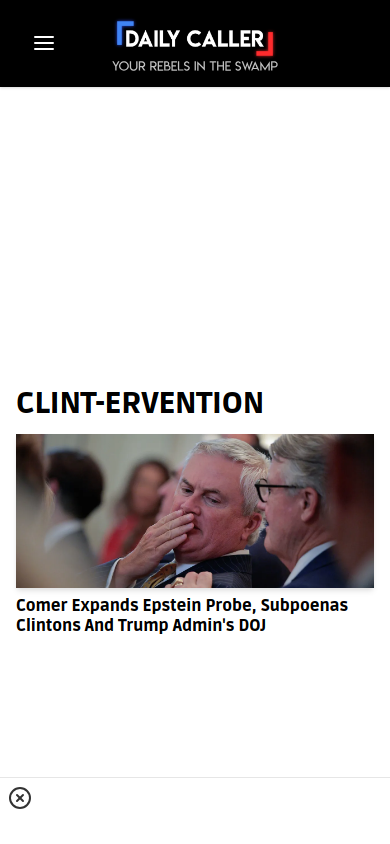 DAILY CALLER
YOUR REBELS IN THE SWAMP
CLINT-ERVENTION
Comer Expands Epstein Probe, Subpoenas
Clintons And Trump Admin's DOJ